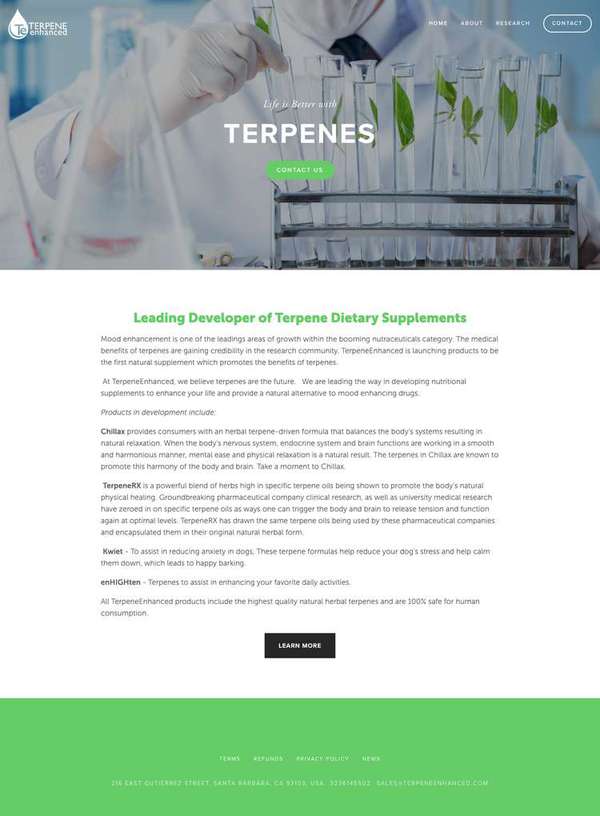 TERPENE
enhanced
Te
HOME ABOUT RESEARCH CONTACT
Life is Better with
TERPENES
CONTACT US
Leading Developer of Terpene Dietary Supplements
Mood enhancement is one of the leadings areas of growth within the booming nutraceuticals category. The medical
benefits of terpenes are gaining credibility in the research community. TerpeneEnhanced is launching products to be
the first natural supplement which promotes the benefits of terpenes.
At TerpeneEnhanced, we believe terpenes are the future. We are leading the way in developing nutritional
supplements to enhance your life and provide a natural alternative to mood enhancing drugs.
Products in development include:
Chillax provides consumers with an herbal terpene-driven formula that balances the body's systems resulting in
natural relaxation. When the body's nervous system, endocrine system and brain functions are working in a smooth
and harmonious manner, mental ease and physical relaxation is a natural result. The terpenes in Chillax are known to
promote this harmony of the body and brain. Take a moment to Chillax.
TerpeneRX is a powerful blend of herbs high in specific terpene oils being shown to promote the body's natural
physical healing. Groundbreaking pharmaceutical company clinical research, as well as university medical research
have zeroed in on specific terpene oils as ways one can trigger the body and brain to release tension and function
again at optimal levels. TerpeneRX has drawn the same terpene oils being used by these pharmaceutical companies
and encapsulated them in their original natural herbal form.
Kwiet - To assist in reducing anxiety in dogs, These terpene formulas help reduce your dog's stress and help calm
them down, which leads to happy barking.
enHIGHten - Terpenes to assist in enhancing your favorite daily activities.
All TerpeneEnhanced products include the highest quality natural herbal terpenes and are 100% safe for human
consumption.
LEARN MORE
TERMS REFUNDS PRIVACY POLICY NEWS
216 EAST GUTIERREZ STREET, SANTA BARBARA, CA 93103, USA 3236145602 SALES@TERPENEENHANCED.COM